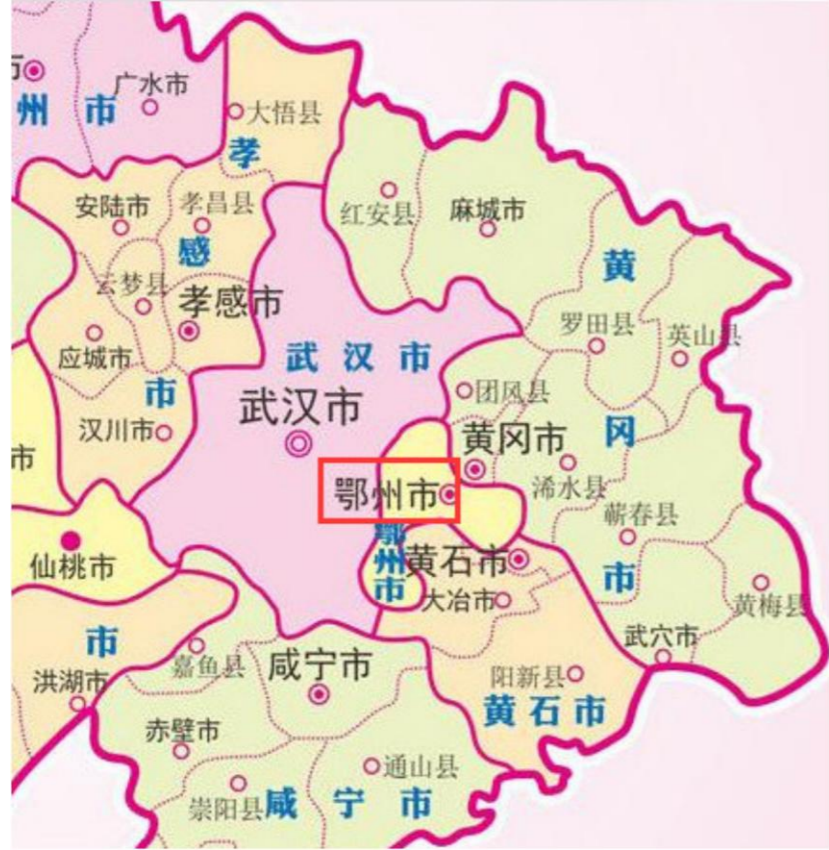 广水市
州市
大悟县
孝
安陆市
孝昌县
感
云梦县
孝感市
应城市
市
汉川市
红安县
麻城市
黄
罗田县
英山县
武汉市
武汉市
团风县
黄冈市
冈
市
鄂州市
浠水县
蕲春县
仙桃市
鄂州市
黄石市
大冶市
市
黄梅县
武穴市
市
洪湖市
嘉鱼县
咸宁市
阳新县
黄石市
赤壁市
通山县
崇阳县
咸宁市